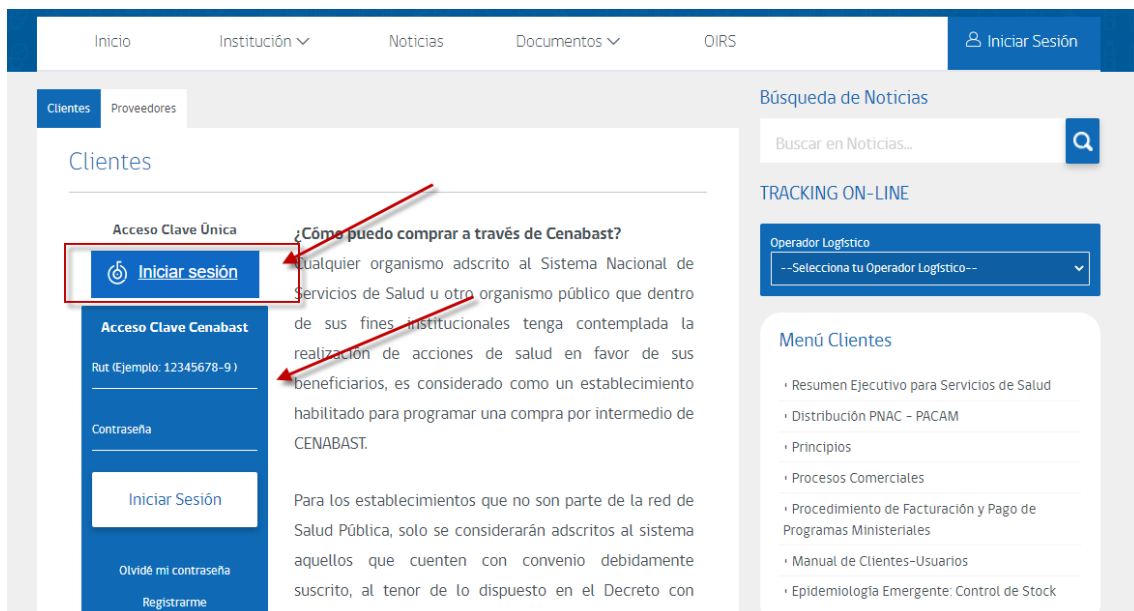 Inicio Institución Noticias Documentos OIRS Iniciar Sesión
Clientes Proveedores
Clientes
Acceso Clave Única
Iniciar sesión
Acceso Clave Cenabast
Rut (Ejemplo: 12345678-9 )
Contraseña
Iniciar Sesión
Olvidé mi contraseña
Registrarme
¿Cómo puedo comprar a través de Cenabast?
Cualquier organismo adscrito al Sistema Nacional de
Servicios de Salud u otro organismo público que dentro
de sus fines institucionales tenga contemplada la
realización de acciones de salud en favor de sus
beneficiarios, es considerado como un establecimiento
habilitado para programar una compra por intermedio de
CENABAST.
Para los establecimientos que no son parte de la red de
Salud Pública, solo se considerarán adscritos al sistema
aquellos que cuenten con convenio debidamente
suscrito, al tenor de lo dispuesto en el Decreto con
Búsqueda de Noticias
Buscar en Noticias...
TRACKING ON-LINE
Operador Logístico
--Selecciona tu Operador Logístico--
Menú Clientes
Resumen Ejecutivo para Servicios de Salud
Distribución PNAC - PACAM
Principios
Procesos Comerciales
Procedimiento de Facturación y Pago de
Programas Ministeriales
Manual de Clientes-Usuarios
Epidemiología Emergente: Control de Stock